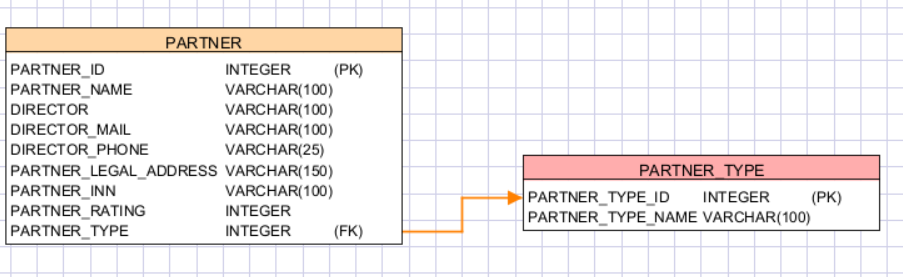 PARTNER
PARTNER_ID INTEGER (PK)
PARTNER_NAME VARCHAR(100)
DIRECTOR VARCHAR(100)
DIRECTOR_MAIL VARCHAR(100)
DIRECTOR_PHONE VARCHAR(25)
PARTNER_LEGAL_ADDRESS VARCHAR(150)
PARTNER_INN VARCHAR(100)
PARTNER_RATING INTEGER
PARTNER_TYPE INTEGER (FK)
PARTNER_TYPE
PARTNER_TYPE_ID INTEGER (PK)
PARTNER_TYPE_NAME VARCHAR(100)